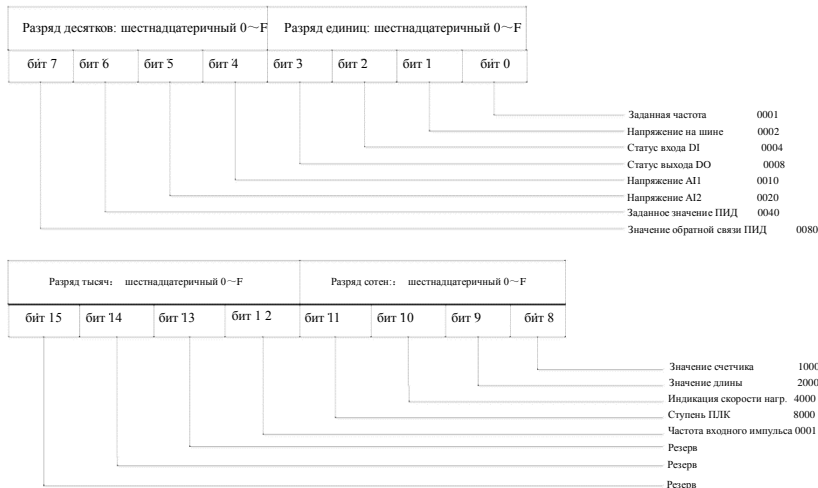 Разряд десятков: шестнадцатеричный 0～F Разряд единиц: шестнадцатеричный 0～F
бит 7 бит 6 бит 5 бит 4 бит 3 бит 2 бит 1 бит 0
Заданная частота 0001
Напряжение на шине 0002
Статус входа DI 0004
Статус выхода DO 0008
Напряжение AI1 0010
Напряжение AI2 0020
Заданное значение ПИД 0040
Значение обратной связи ПИД 0080
Разряд тысяч： шестнадцатеричный 0～F Разряд сотен:： шестнадцатеричный 0～F
бит 15 бит 14 бит 13 бит 1 2 бит 11 бит 10 бит 9 бит 8
Значение счетчика 1000
Значение длины 2000
Индикация скорости нагр. 4000
Ступень ПЛК 8000
Частота входного импульса 0001
Резерв
Резерв
Резерв